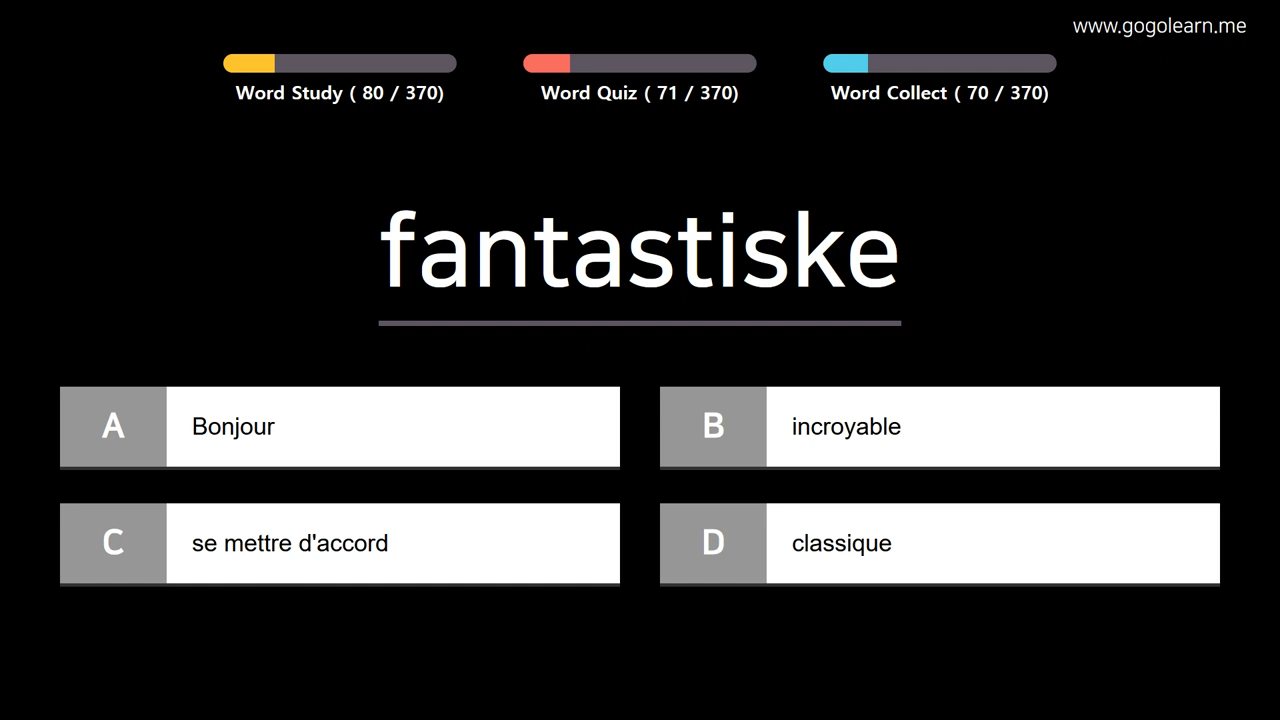 www.gogolearn.me
Word Study ( 80 / 370)
Word Quiz ( 71 / 370)
Word Collect ( 70 / 370)
fantastiske
A Bonjour
B incroyable
C se mettre d'accord
D classique